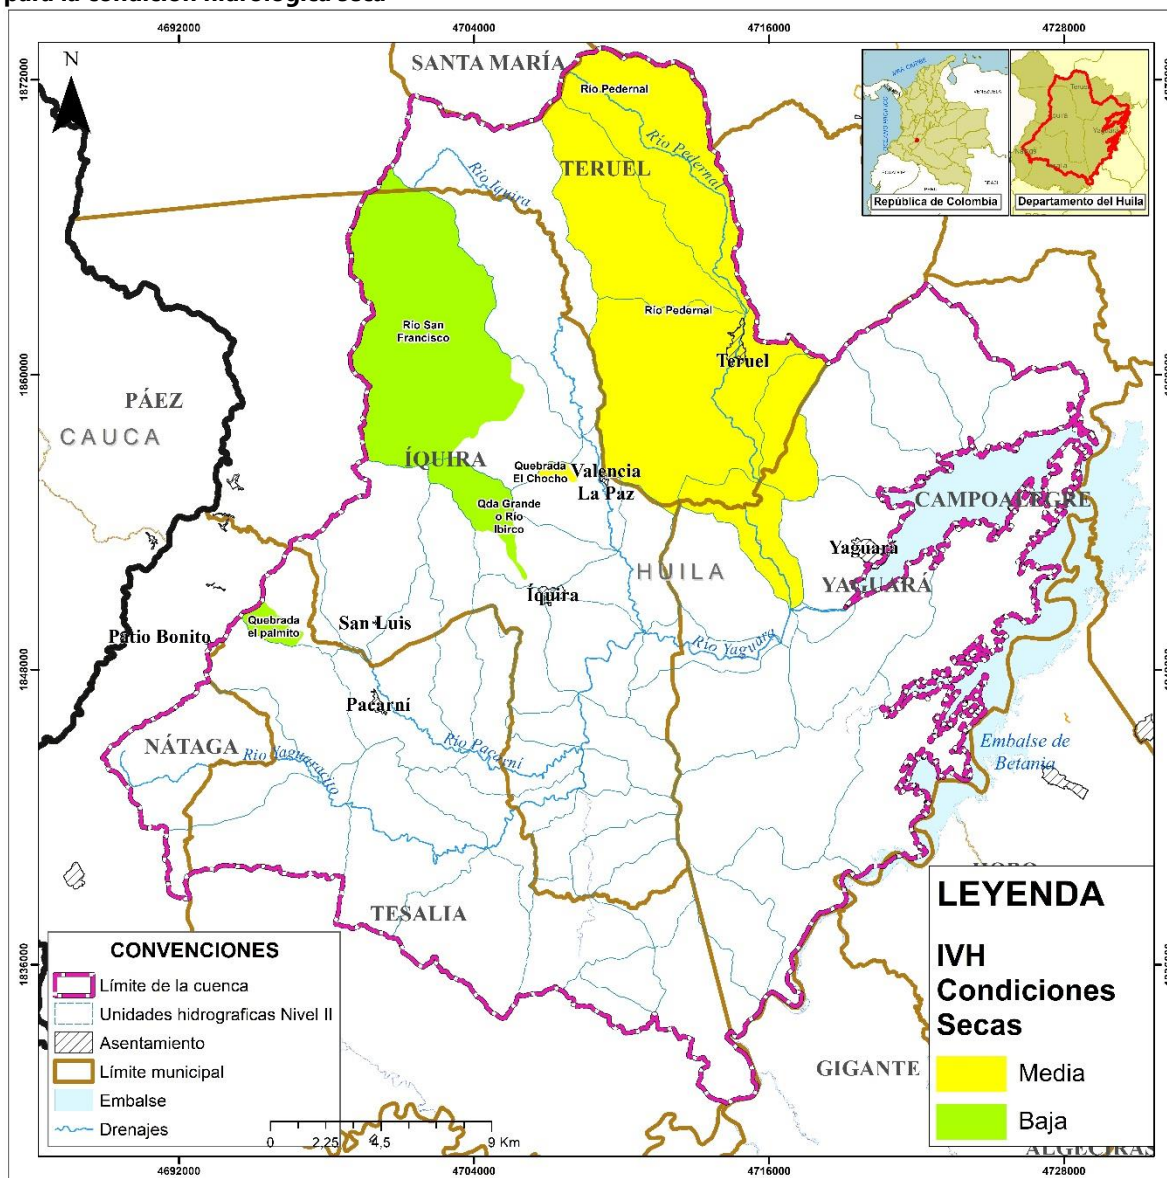 para la condición hidrológica seca
4692000
4704000
4716000
4728000
N
1872000
SANTA MARÍA
Río Pedernal
Río Pedernal
TERUEL
Río Iquira
República de Colombia
Departamento del Huila
Río San
Francisco
Río Pedernal
Teruel
1860000
PÁEZ
CAUCA
ÍQUIRA
Quebrada
El Chocho
Valencia
La Paz
Qda Grande
o Río
Ibirco
CAMPOALEGRE
Yaguará
HUILA
YAGUARÁ
Íquira
Quebrada
el palmito
San Luis
Patio Bonito
Río Yaguará
1848000
Pacarní
NÁTAGA
Río Yaguaracito
Río Pacarní
Embalse de
Betania
TESALIA
1836000
GIGANTE
ALGECIRAS
CONVENCIONES
Límite de la cuenca
Unidades hidrograficas Nivel II
Asentamiento
Límite municipal
Embalse
Drenajes
0 2.25 4.5 9 Km
LEYENDA
IVH
Condiciones
Secas
Media
Baja
4692000
4704000
4716000
4728000